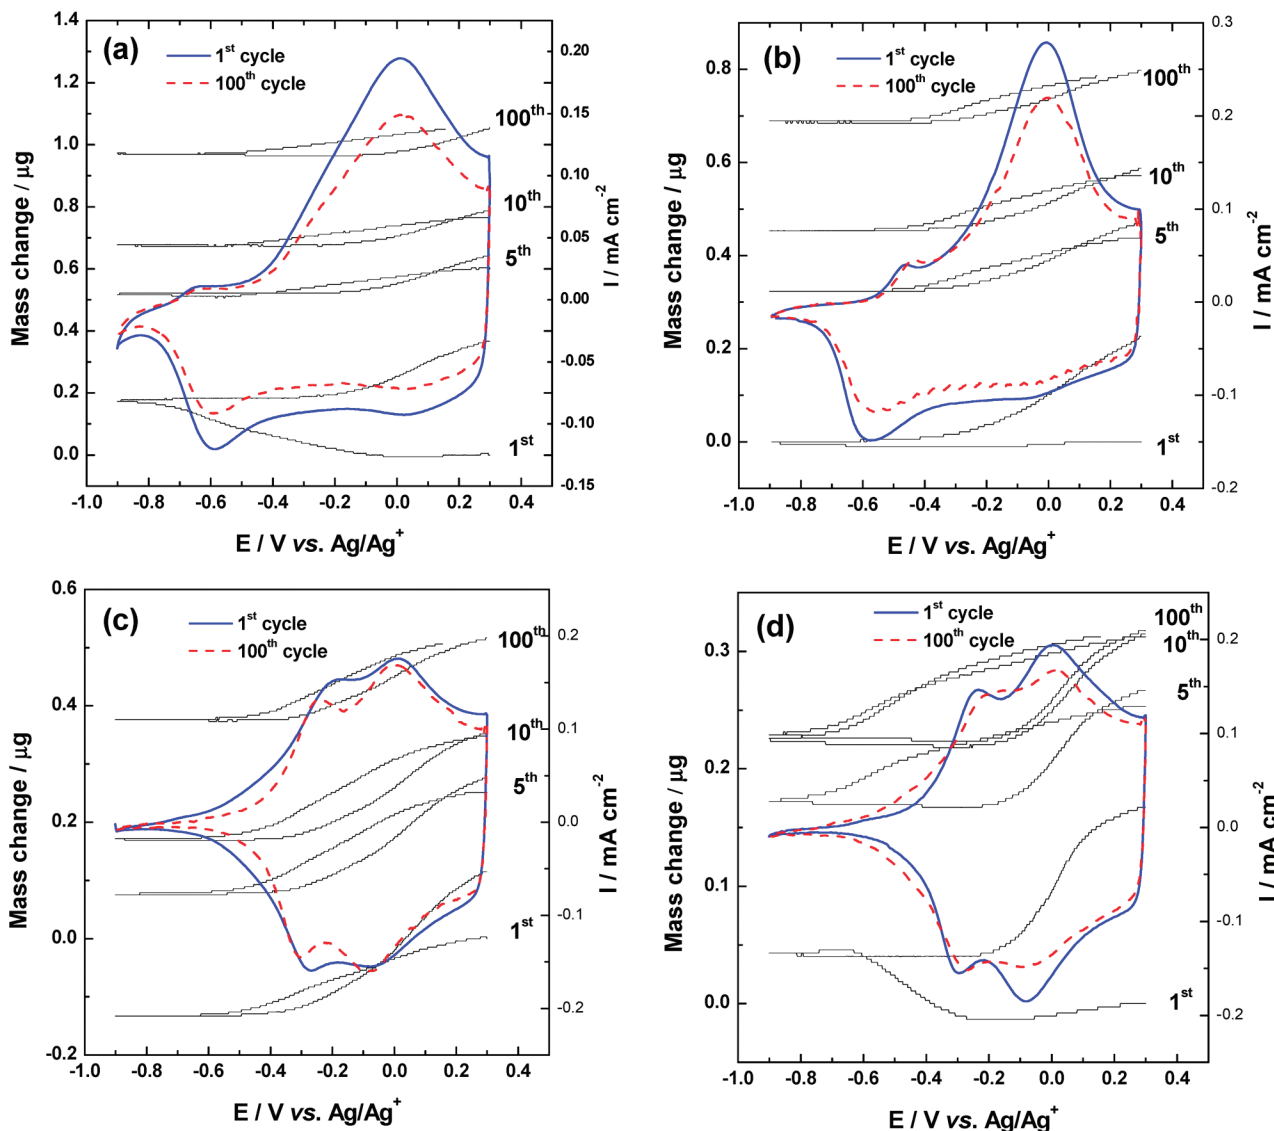 (a)
1st cycle
100th cycle
1.4
1.2
1.0
0.8
0.6
0.4
0.2
0.0
Mass change / μg
0.20
0.15
0.10
0.05
0.00
-0.05
-0.10
-0.15
I / mA cm-2
100th
10th
5th
1st
-1.0 -0.8 -0.6 -0.4 -0.2 0.0 0.2 0.4
E / V vs. Ag/Ag+
(b)
1st cycle
100th cycle
0.8
0.6
0.4
0.2
0.0
Mass change / μg
0.3
0.2
0.1
0.0
-0.1
-0.2
I / mA cm-2
100th
10th
5th
1st
-1.0 -0.8 -0.6 -0.4 -0.2 0.0 0.2 0.4
E / V vs. Ag/Ag+
(c)
1st cycle
100th cycle
0.6
0.4
0.2
0.0
-0.2
Mass change / μg
0.2
0.1
0.0
-0.1
-0.2
I / mA cm-2
100th
10th
5th
1st
-1.0 -0.8 -0.6 -0.4 -0.2 0.0 0.2 0.4
E / V vs. Ag/Ag+
(d)
1st cycle
100th cycle
0.3
0.2
0.1
0.0
Mass change / μg
0.2
0.1
0.0
-0.1
-0.2
I / mA cm-2
100th
10th
5th
1st
-1.0 -0.8 -0.6 -0.4 -0.2 0.0 0.2 0.4
E / V vs. Ag/Ag+